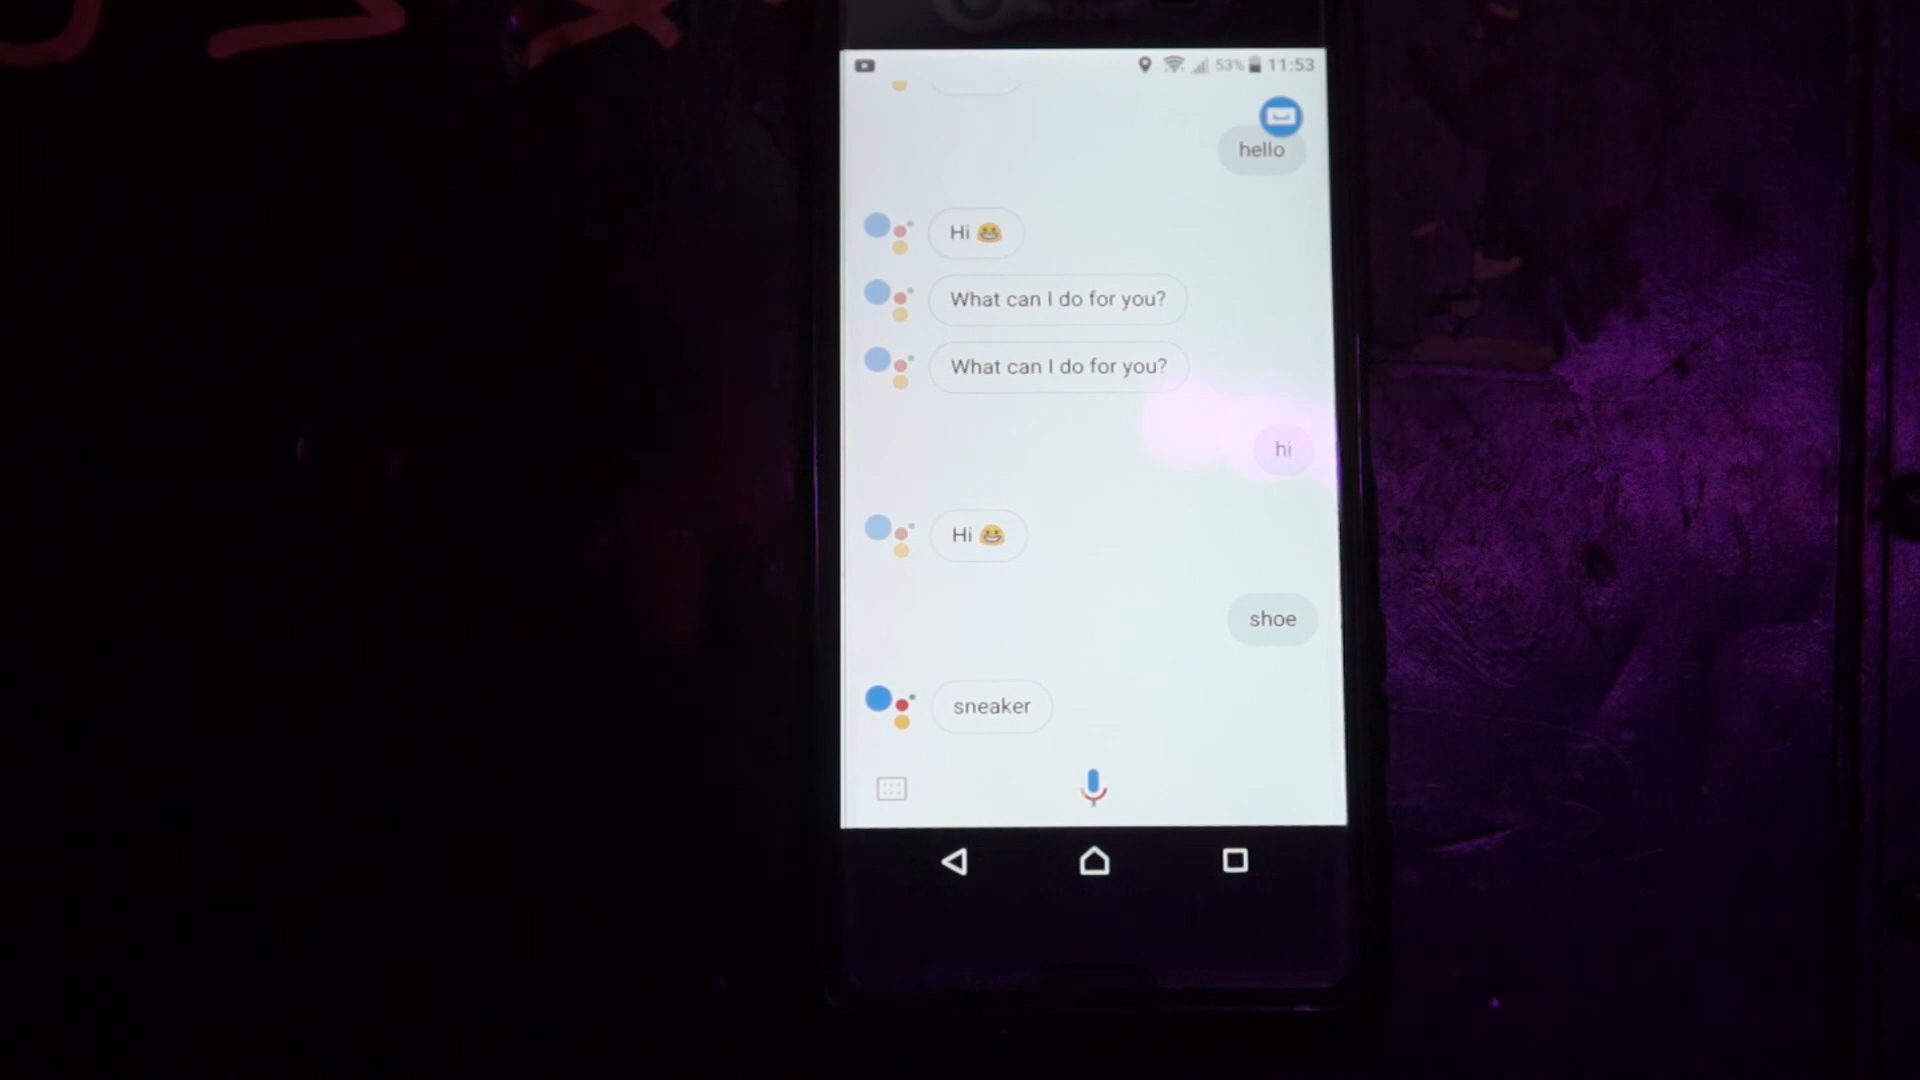 SONY
53% 11:53
hello
Hi 😁
What can I do for you?
What can I do for you?
hi
Hi 😁
shoe
sneaker